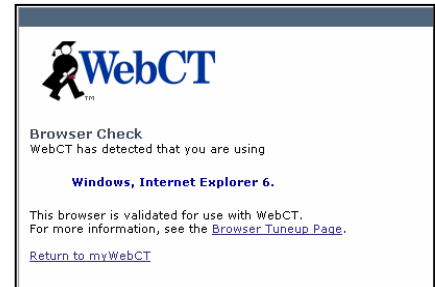 WebCT
TM
Browser Check
WebCT has detected that you are using
Windows, Internet Explorer 6.
This browser is validated for use with WebCT.
For more information, see the Browser Tuneup Page.
Return to myWebCT